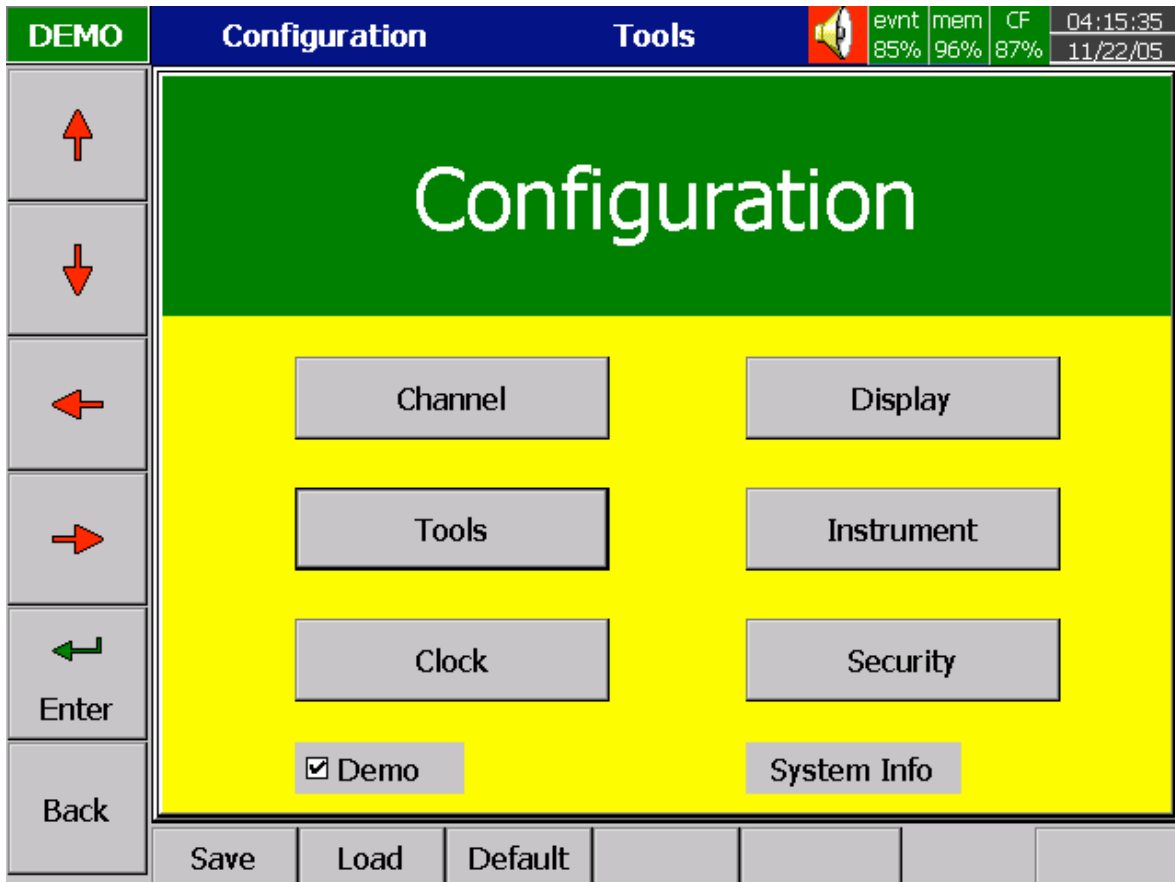 DEMO Configuration Tools evnt mem CF 04:15:35
85% 96% 87% 11/22/05
Configuration
Channel Display
Tools Instrument
Clock Security
Enter
Demo System Info
Back
Save Load Default